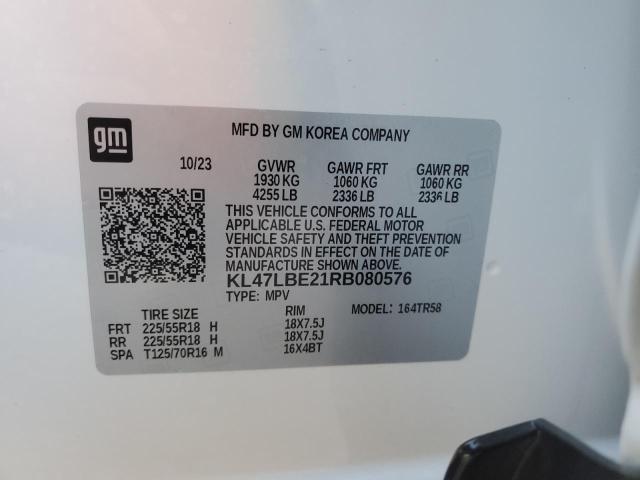 gm
MFD BY GM KOREA COMPANY
10/23 GVWR GAWR FRT GAWR RR
1930 KG 1060 KG 1060 KG
4255 LB 2336 LB 2336 LB
THIS VEHICLE CONFORMS TO ALL
APPLICABLE U.S. FEDERAL MOTOR
VEHICLE SAFETY AND THEFT PREVENTION
STANDARDS IN EFFECT ON THE DATE OF
MANUFACTURE SHOWN ABOVE.
KL47LBE21RB080576
TYPE: MPV MODEL: 164TR58
TIRE SIZE RIM
FRT 225/55R18 H 18X7.5J
RR 225/55R18 H 18X7.5J
SPA T125/70R16 M 16X4BT